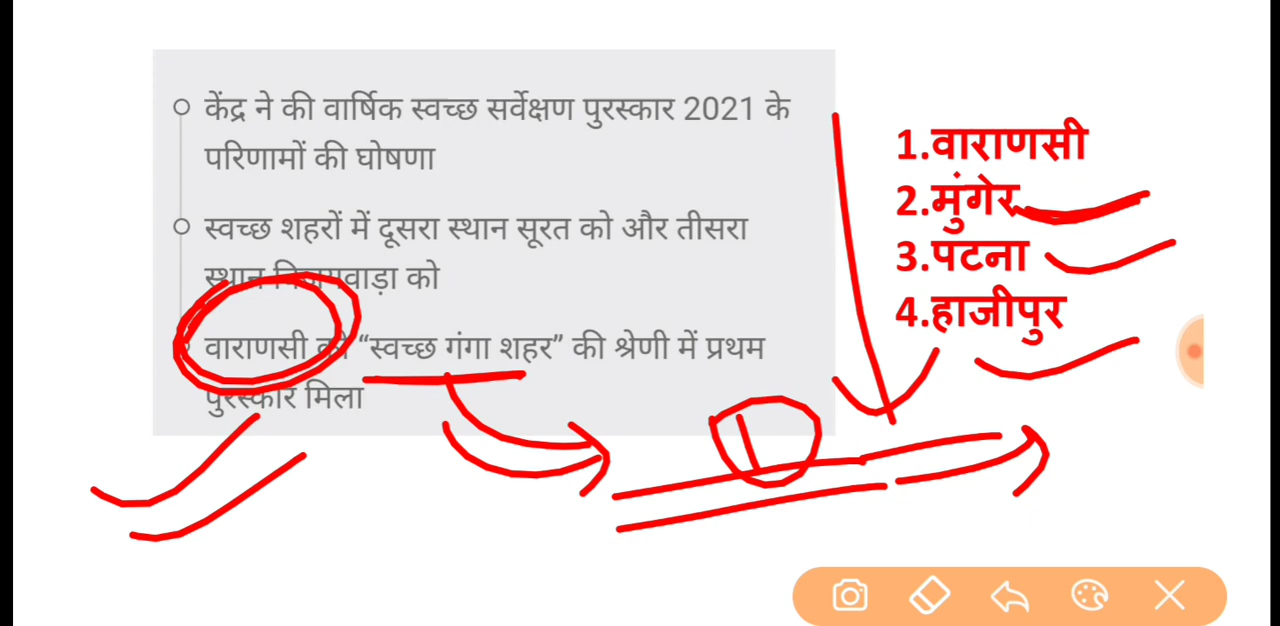 केंद्र ने की वार्षिक स्वच्छ सर्वेक्षण पुरस्कार 2021 के
परिणामों की घोषणा
स्वच्छ शहरों में दूसरा स्थान सूरत को और तीसरा
स्थान विजयवाड़ा को
वाराणसी को “स्वच्छ गंगा शहर” की श्रेणी में प्रथम
पुरस्कार मिला
1.वाराणसी
2.मुंगेर
3.पटना
4.हाजीपुर